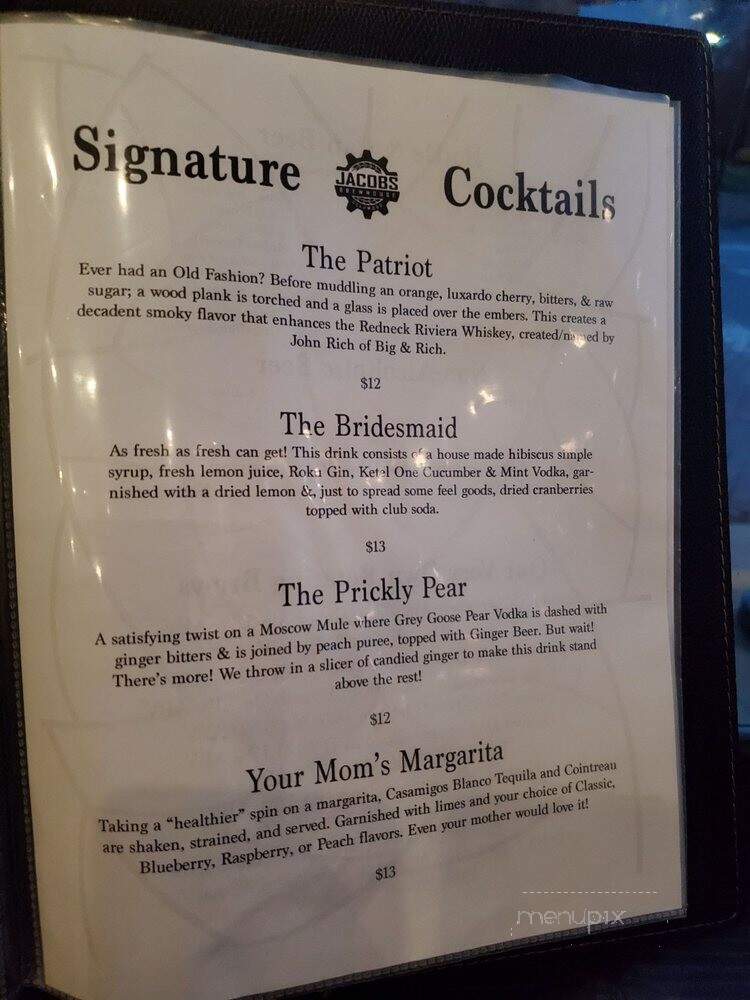 Signature JACOBS BREWHOUSE Cocktails
The Patriot
Ever had an Old Fashion? Before muddling an orange, luxardo cherry, bitters, & raw
sugar; a wood plank is torched and a glass is placed over the embers. This creates a
decadent smoky flavor that enhances the Redneck Riviera Whiskey, created/named by
John Rich of Big & Rich.
$12
The Bridesmaid
As fresh as fresh can get! This drink consists of a house made hibiscus simple
syrup, fresh lemon juice, Roku Gin, Ketel One Cucumber & Mint Vodka, gar-
nished with a dried lemon &, just to spread some feel goods, dried cranberries
topped with club soda.
$13
The Prickly Pear
A satisfying twist on a Moscow Mule where Grey Goose Pear Vodka is dashed with
ginger bitters & is joined by peach puree, topped with Ginger Beer. But wait!
There's more! We throw in a slicer of candied ginger to make this drink stand
above the rest!
$12
Your Mom's Margarita
Taking a "healthier" spin on a margarita, Casamigos Blanco Tequila and Cointreau
are shaken, strained, and served. Garnished with limes and your choice of Classic,
Blueberry, Raspberry, or Peach flavors. Even your mother would love it!
$13
menupix